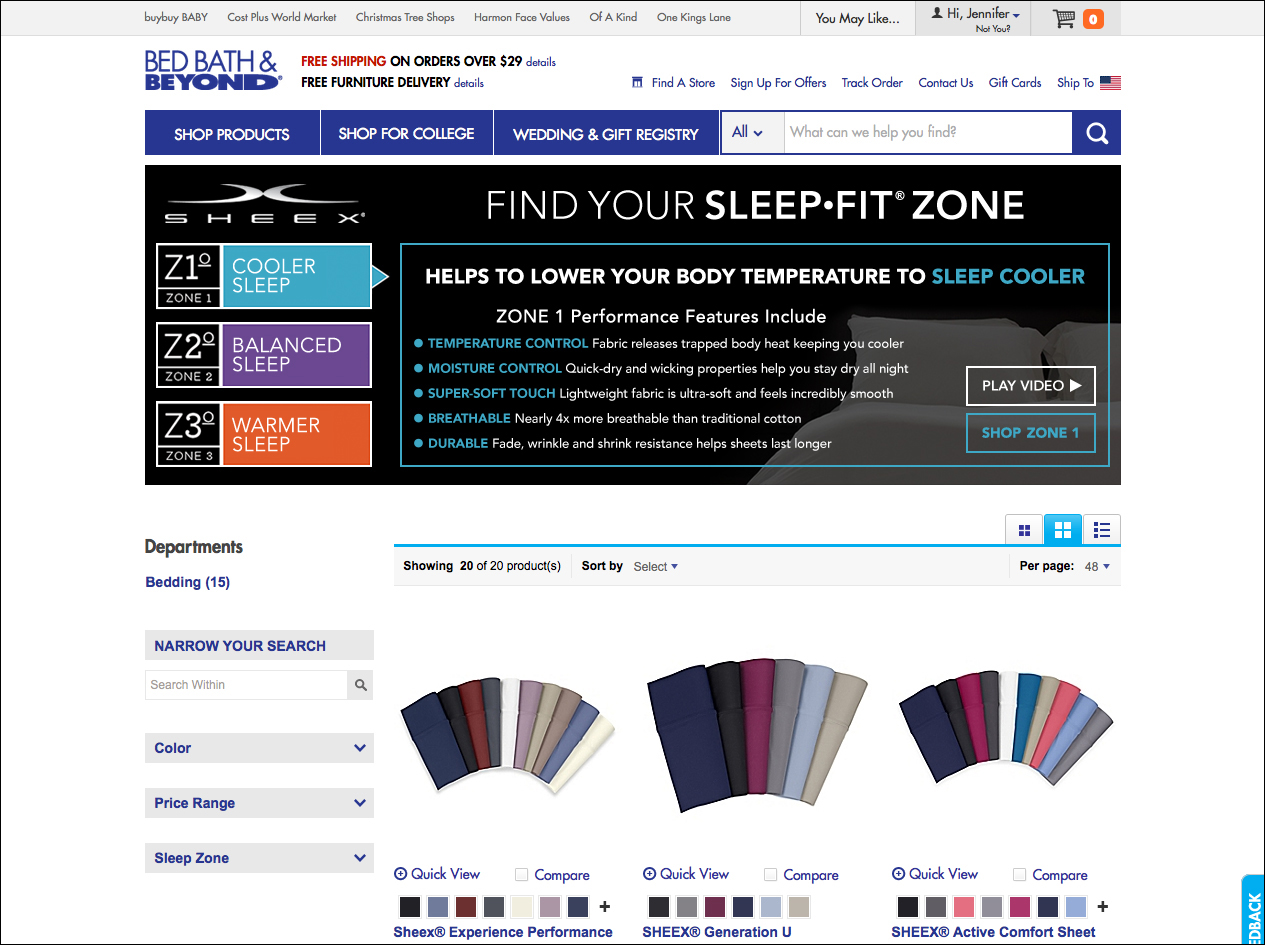 buybuy BABY Cost Plus World Market Christmas Tree Shops Harmon Face Values Of A Kind One Kings Lane You May Like... Hi, Jennifer 0
Not You?
BED BATH &
BEYOND®
FREE SHIPPING ON ORDERS OVER $29 details
FREE FURNITURE DELIVERY details
Find A Store Sign Up For Offers Track Order Contact Us Gift Cards Ship To
SHOP PRODUCTS SHOP FOR COLLEGE WEDDING & GIFT REGISTRY All What can we help you find?
SHEEX®
FIND YOUR SLEEP•FIT® ZONE
Z1º
ZONE 1
COOLER
SLEEP
Z2º
ZONE 2
BALANCED
SLEEP
Z3º
ZONE 3
WARMER
SLEEP
HELPS TO LOWER YOUR BODY TEMPERATURE TO SLEEP COOLER
ZONE 1 Performance Features Include
● TEMPERATURE CONTROL Fabric releases trapped body heat keeping you cooler
● MOISTURE CONTROL Quick-dry and wicking properties help you stay dry all night
● SUPER-SOFT TOUCH Lightweight fabric is ultra-soft and feels incredibly smooth
● BREATHABLE Nearly 4x more breathable than traditional cotton
● DURABLE Fade, wrinkle and shrink resistance helps sheets last longer
PLAY VIDEO ▶
SHOP ZONE 1
Departments
Bedding (15)
NARROW YOUR SEARCH
Search Within
Color
Price Range
Sleep Zone
Showing 20 of 20 product(s) Sort by Select Per page: 48
Quick View Compare Quick View Compare Quick View Compare
+ +
Sheex® Experience Performance SHEEX® Generation U SHEEX® Active Comfort Sheet